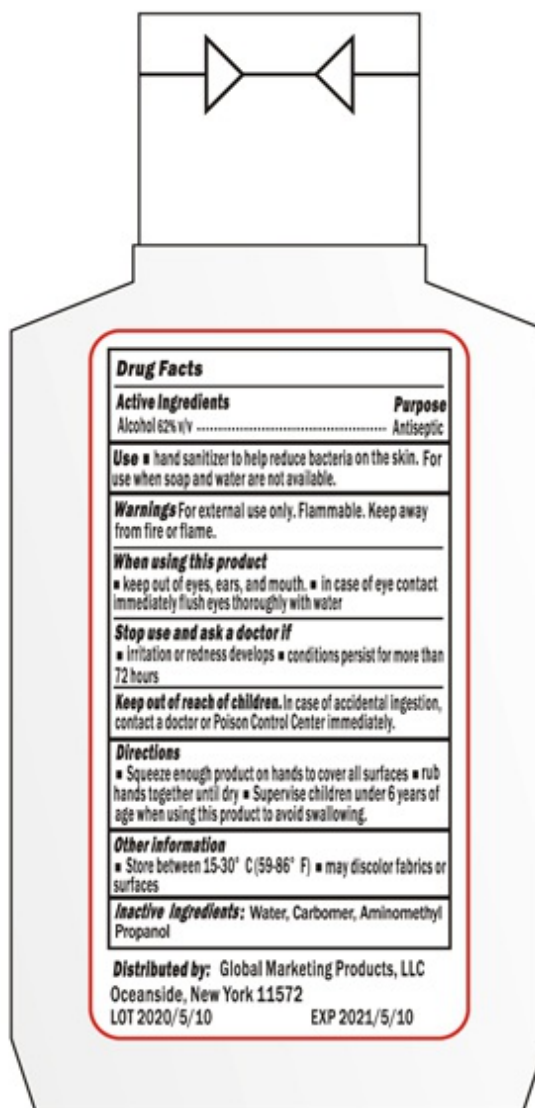 Drug Facts
Active Ingredients Purpose
Alcohol 62% v/v ................................................ Antiseptic
Use ▪ hand sanitizer to help reduce bacteria on the skin. For
use when soap and water are not available.
Warnings For external use only. Flammable. Keep away
from fire or flame.
When using this product
▪ keep out of eyes, ears, and mouth. ▪ in case of eye contact
immediately flush eyes thoroughly with water
Stop use and ask a doctor if
▪ irritation or redness develops ▪ conditions persist for more than
72 hours
Keep out of reach of children. In case of accidental ingestion,
contact a doctor or Poison Control Center immediately.
Directions
▪ Squeeze enough product on hands to cover all surfaces ▪ rub
hands together until dry ▪ Supervise children under 6 years of
age when using this product to avoid swallowing.
Other information
▪ Store between 15-30° C (59-86° F) ▪ may discolor fabrics or
surfaces
Inactive Ingredients: Water, Carbomer, Aminomethyl
Propanol
Distributed by: Global Marketing Products, LLC
Oceanside, New York 11572
LOT 2020/5/10 EXP 2021/5/10